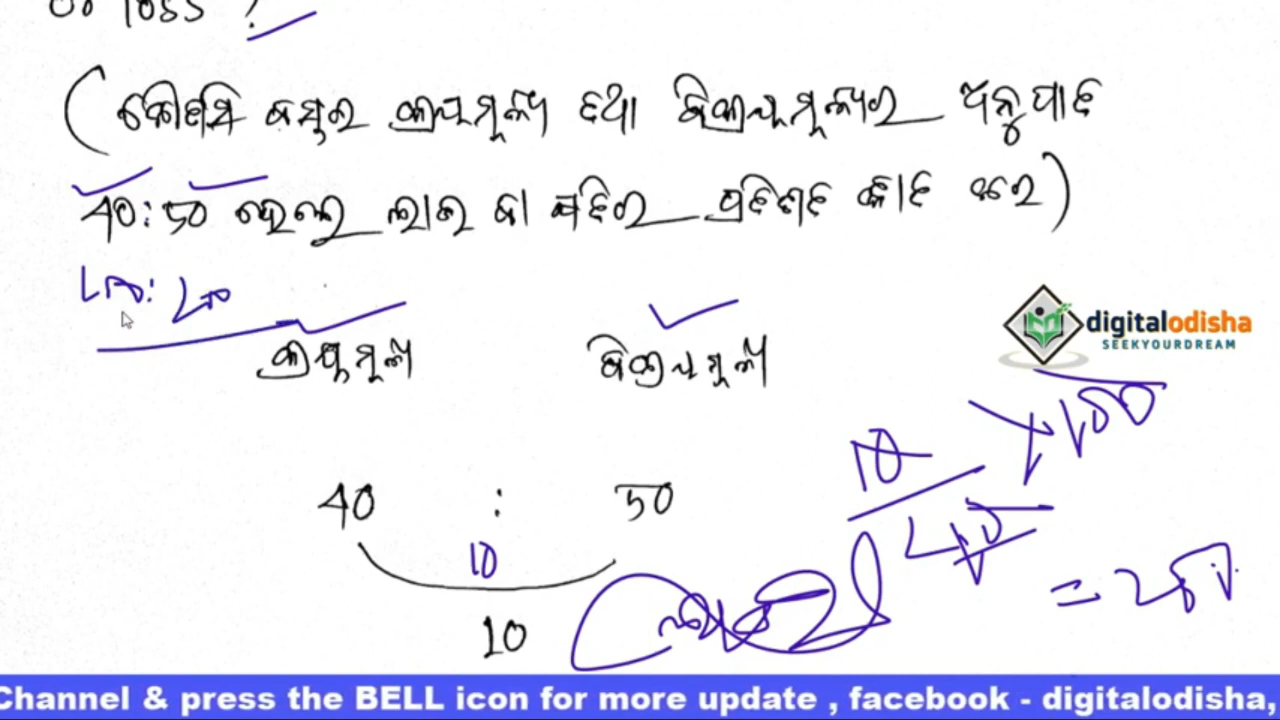 or loss ?
( କୌଣସି ବସ୍ତୁର କ୍ରୟମୂଲ୍ୟ ତଥା ବିକ୍ରୟମୂଲ୍ୟର ଅନୁପାତ
40:50 ହେଲେ ଲାଭ ବା କ୍ଷତିର ପ୍ରତିଶତ ସ୍ଥିର କର )
କ୍ରୟମୂଲ୍ୟ ବିକ୍ରୟମୂଲ୍ୟ
digitalodisha
SEEKYOURDREAM
10 × 100
40 : 50
40
10
= 25%
10
Channel & press the BELL icon for more update , facebook - digitalodisha,